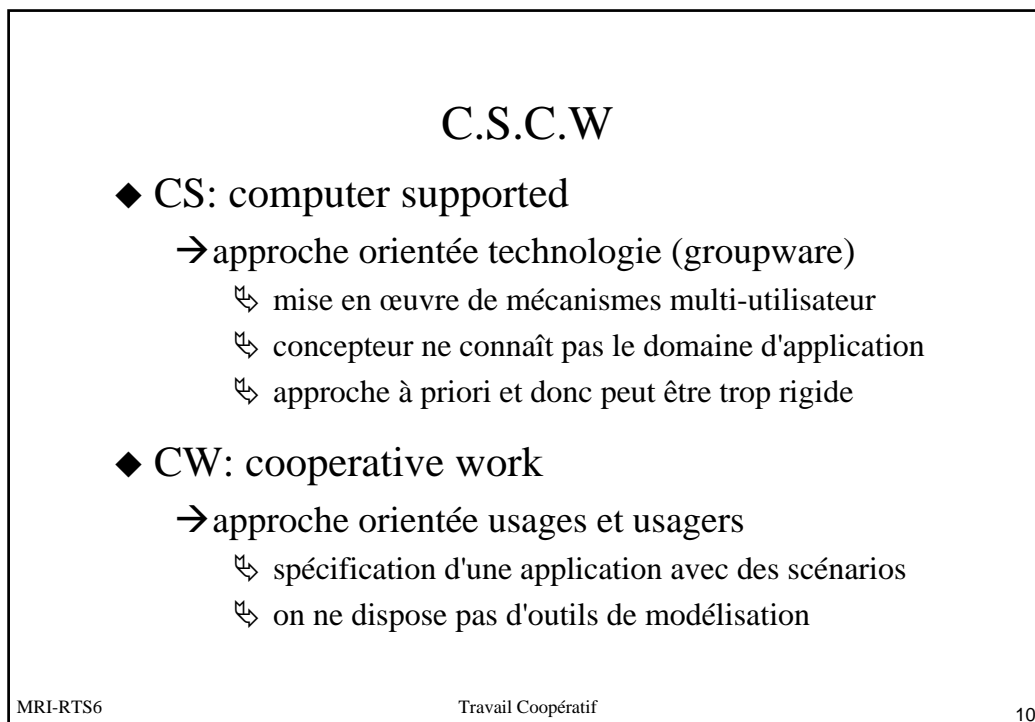 C.S.C.W
◆ CS: computer supported
→approche orientée technologie (groupware)
↳ mise en œuvre de mécanismes multi-utilisateur
↳ concepteur ne connaît pas le domaine d'application
↳ approche à priori et donc peut être trop rigide
◆ CW: cooperative work
→approche orientée usages et usagers
↳ spécification d'une application avec des scénarios
↳ on ne dispose pas d'outils de modélisation
MRI-RTS6 Travail Coopératif 10